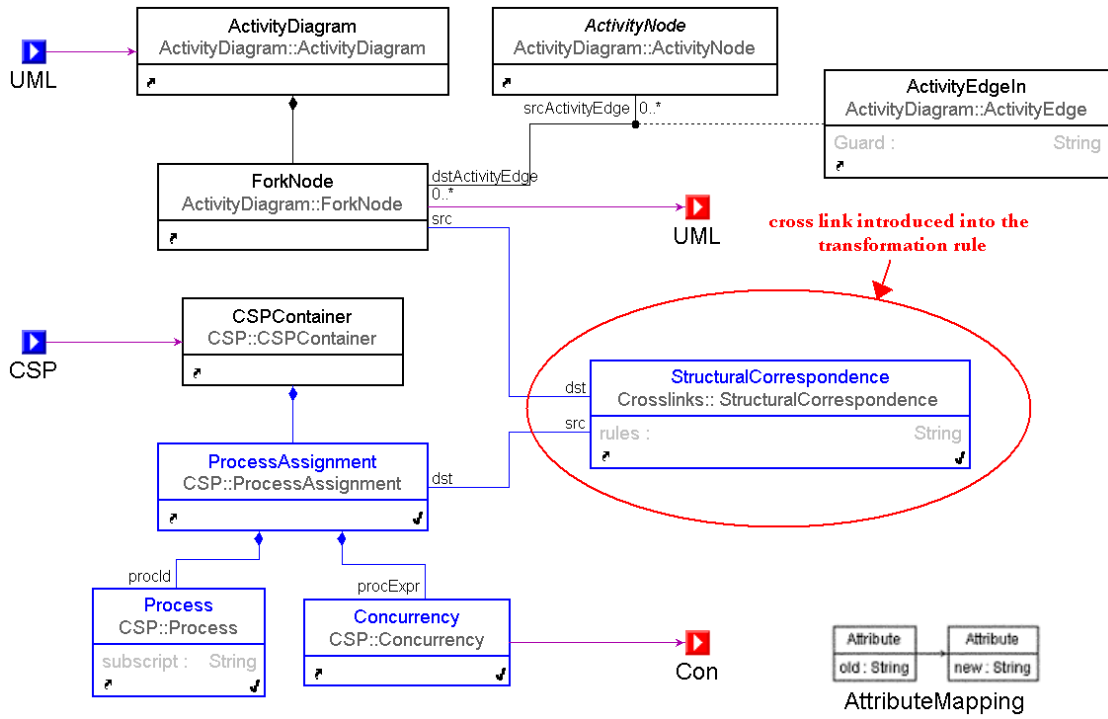 ActivityDiagram
ActivityDiagram::ActivityDiagram
UML
ActivityNode
ActivityDiagram::ActivityNode
srcActivityEdge 0..*
ActivityEdgeIn
ActivityDiagram::ActivityEdge
Guard : String
ForkNode
ActivityDiagram::ForkNode
dstActivityEdge
0..*
src
UML
cross link introduced into the
transformation rule
CSPContainer
CSP::CSPContainer
CSP
StructuralCorrespondence
Crosslinks:: StructuralCorrespondence
rules : String
dst
src
ProcessAssignment
CSP::ProcessAssignment
dst
procId
procExpr
Process
CSP::Process
subscript : String
Concurrency
CSP::Concurrency
Con
Attribute
old : String
Attribute
new : String
AttributeMapping